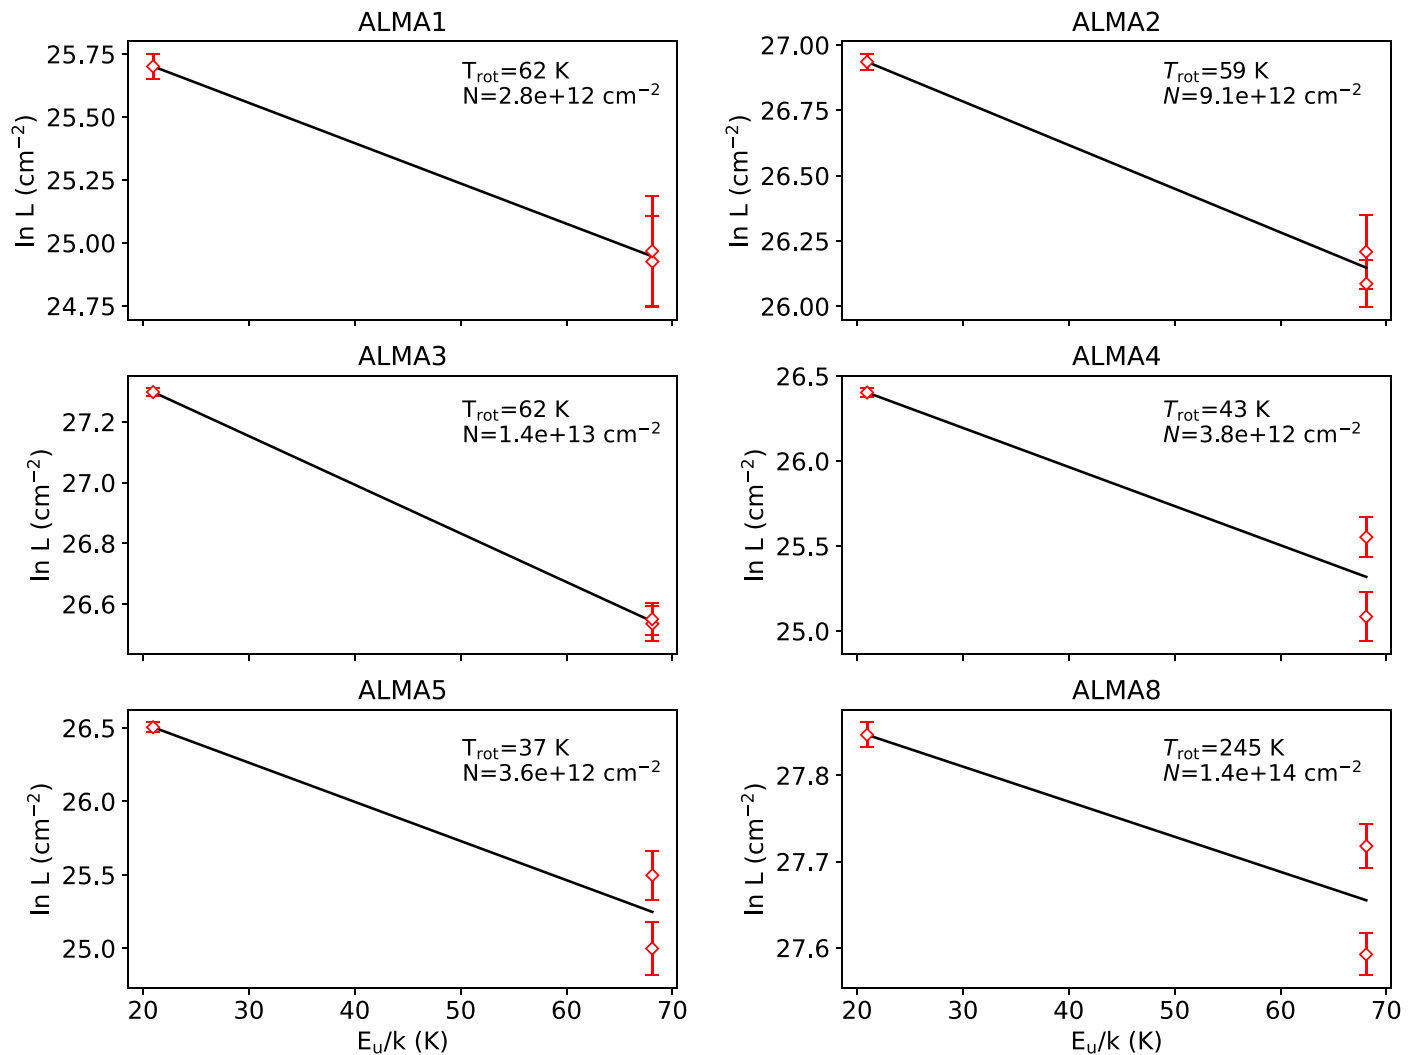 ALMA1
ln L (cm⁻²)
25.75
25.50
25.25
25.00
24.75
T_rot=62 K
N=2.8e+12 cm⁻²
ALMA2
ln L (cm⁻²)
27.00
26.75
26.50
26.25
26.00
T_rot=59 K
N=9.1e+12 cm⁻²
ALMA3
ln L (cm⁻²)
27.2
27.0
26.8
26.6
T_rot=62 K
N=1.4e+13 cm⁻²
ALMA4
ln L (cm⁻²)
26.5
26.0
25.5
25.0
T_rot=43 K
N=3.8e+12 cm⁻²
ALMA5
ln L (cm⁻²)
26.5
26.0
25.5
25.0
T_rot=37 K
N=3.6e+12 cm⁻²
20 30 40 50 60 70
E_u/k (K)
ALMA8
ln L (cm⁻²)
27.8
27.7
27.6
T_rot=245 K
N=1.4e+14 cm⁻²
20 30 40 50 60 70
E_u/k (K)